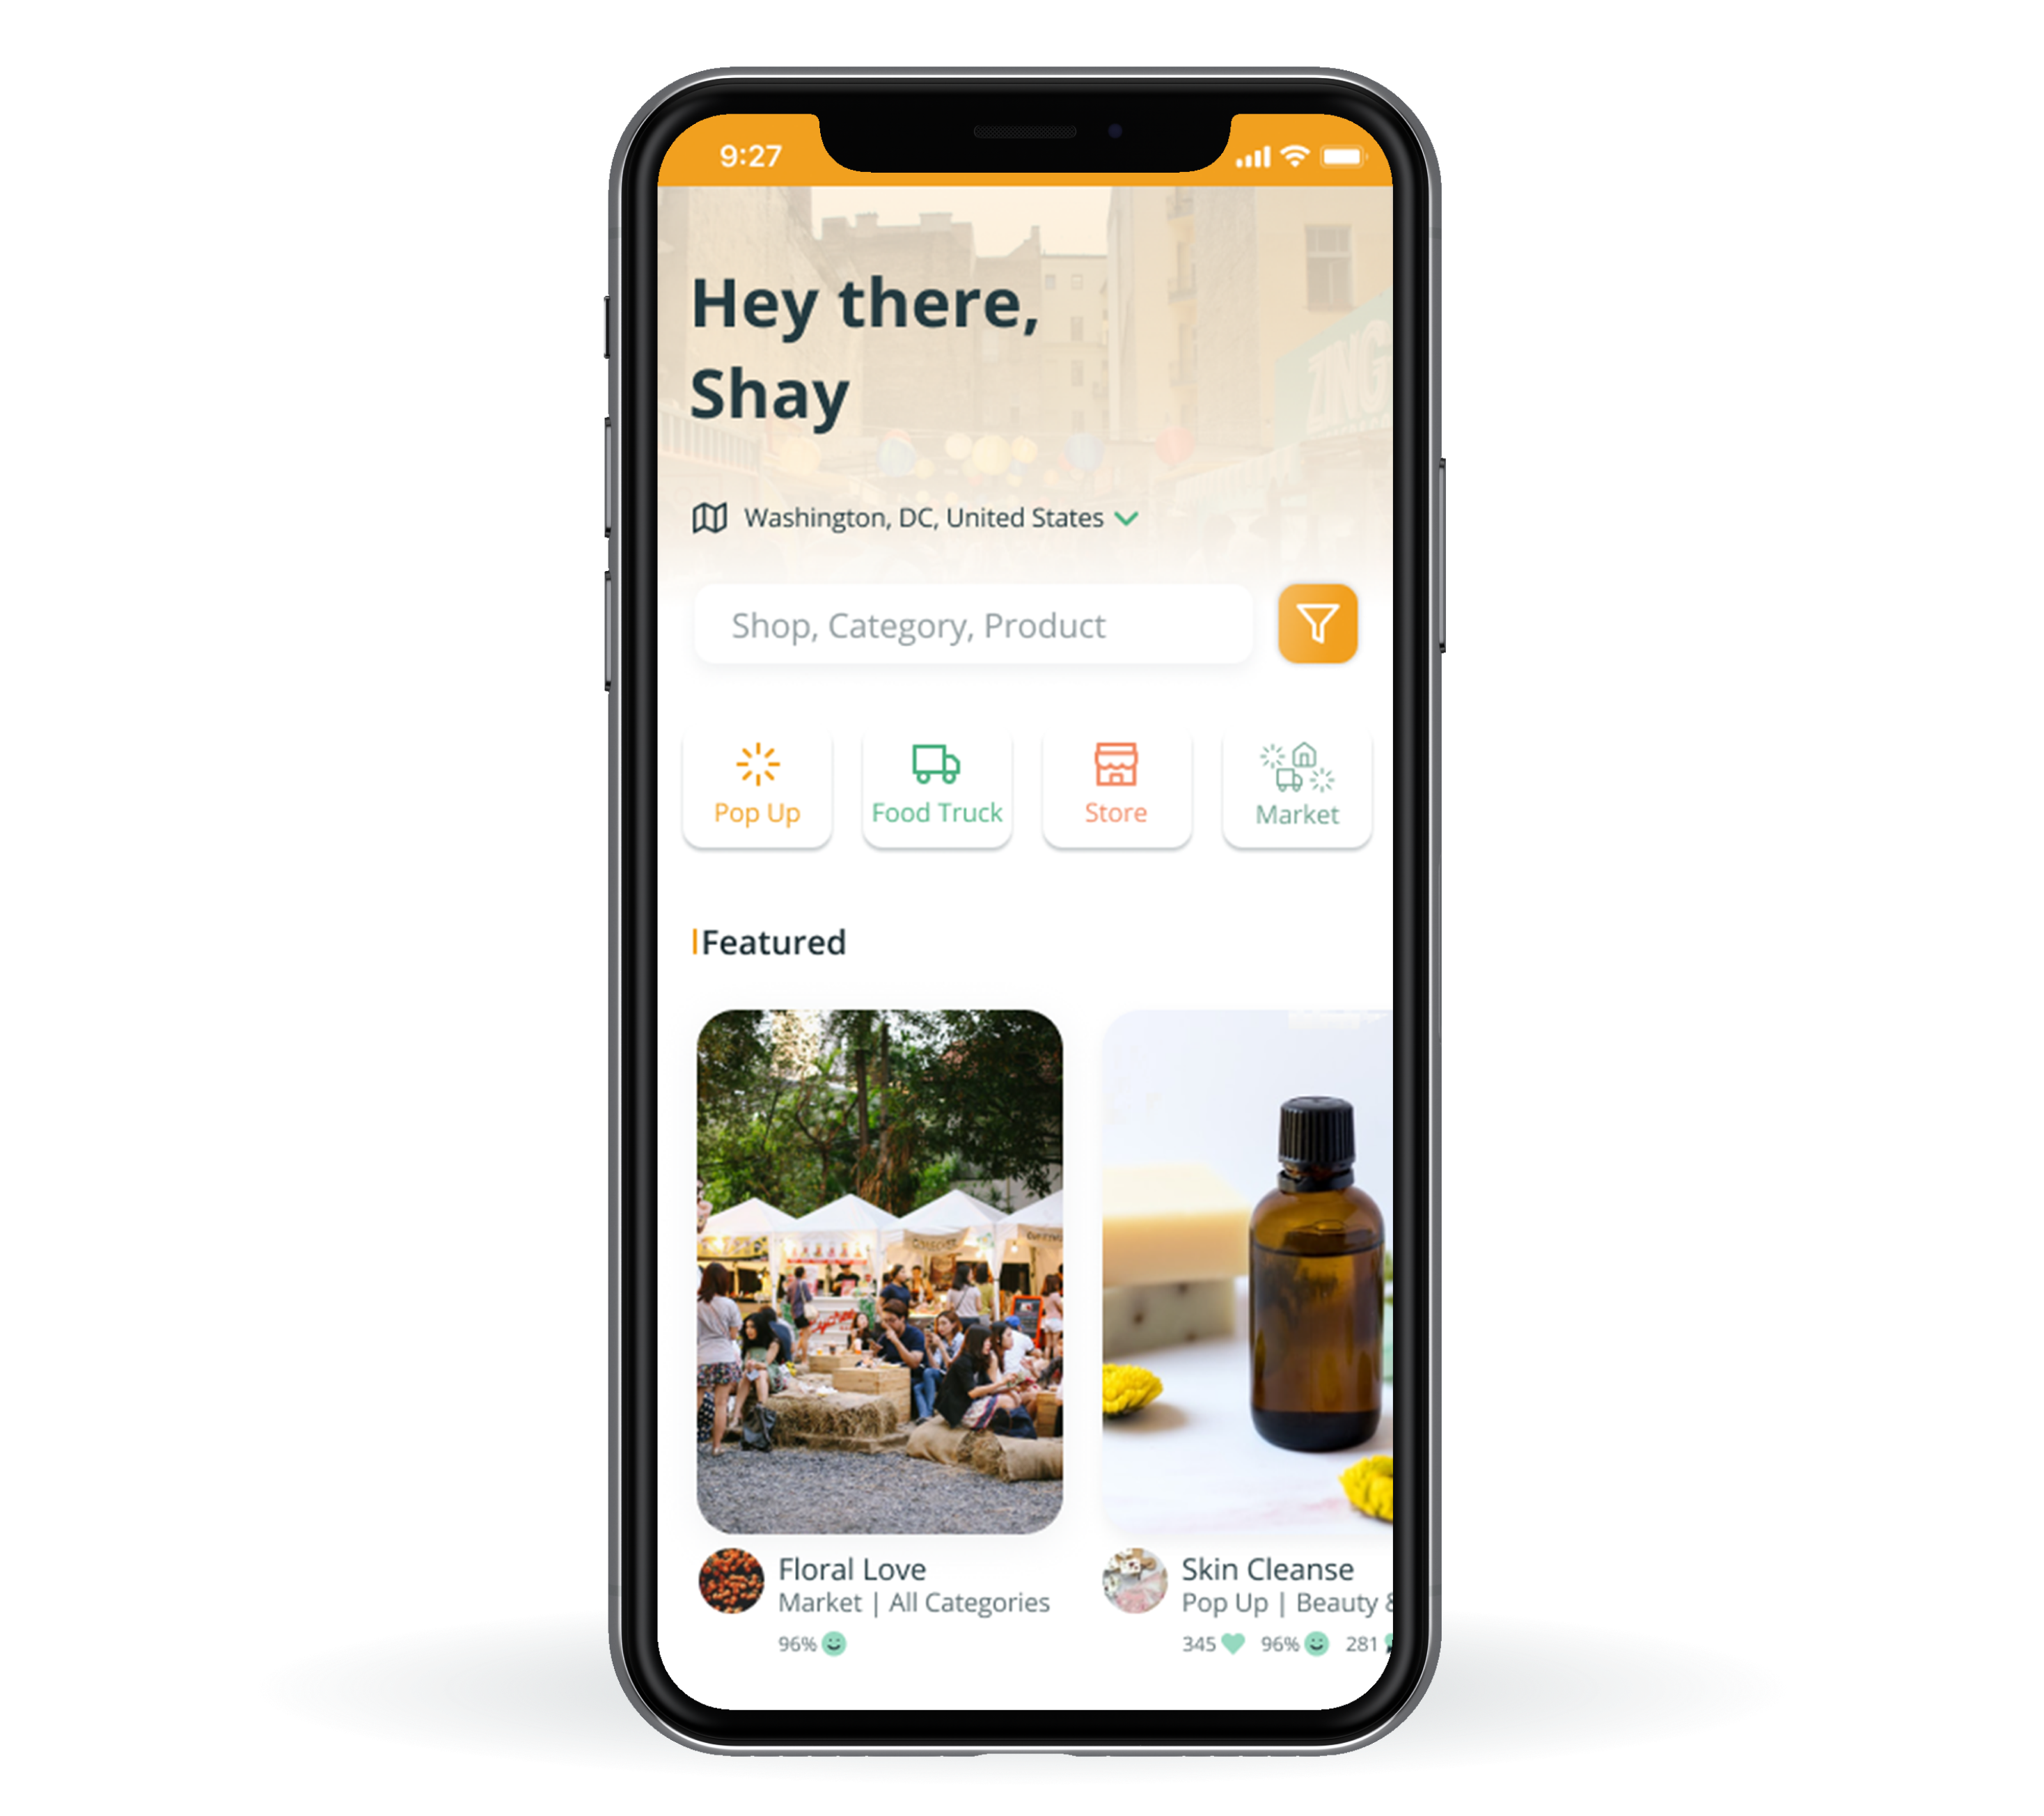 9:27
Hey there,
Shay
Washington, DC, United States
Shop, Category, Product
Pop Up
Food Truck
Store
Market
Featured
Floral Love
Market | All Categories
96%
Skin Cleanse
Pop Up | Beauty &
345 96% 281